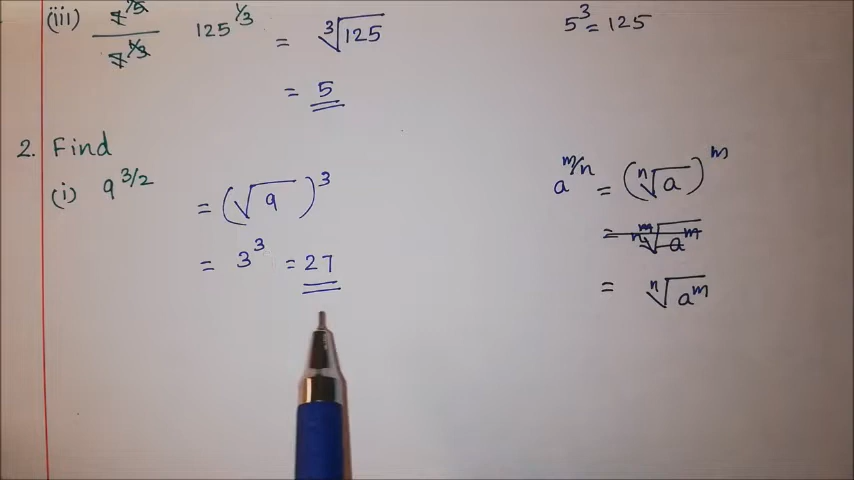 (iii) 125^1/3 = ∛125 5^3 = 125
= 5
2. Find
(i) 9^3/2 = (√9)^3 a^m/n = (ⁿ√a)^m
= 3^3 = 27
= ⁿ√a^m